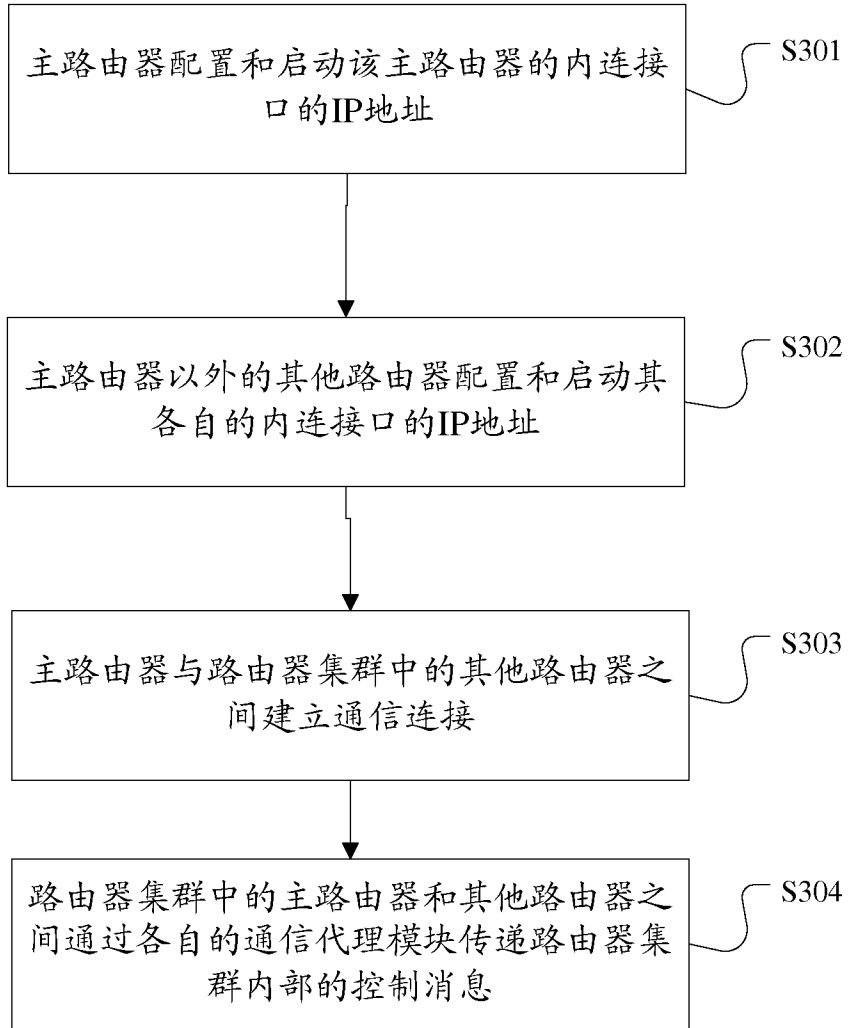 主路由器配置和启动该主路由器的内连接
口的IP地址
S301
主路由器以外的其他路由器配置和启动其
各自的内连接口的IP地址
S302
主路由器与路由器集群中的其他路由器之
间建立通信连接
S303
路由器集群中的主路由器和其他路由器之
间通过各自的通信代理模块传递路由器集
群内部的控制消息
S304